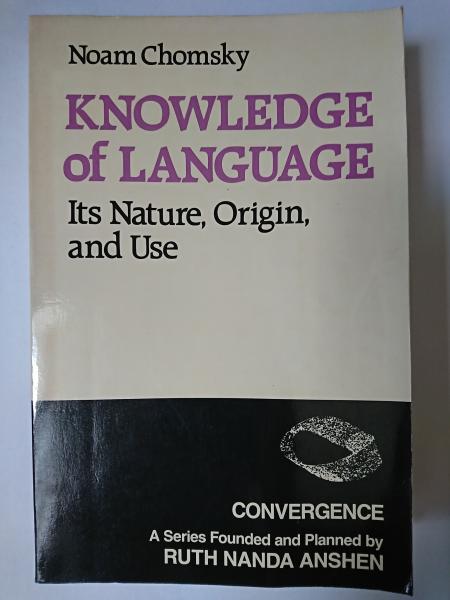 Noam Chomsky
KNOWLEDGE
of LANGUAGE
Its Nature, Origin,
and Use
CONVERGENCE
A Series Founded and Planned by
RUTH NANDA ANSHEN